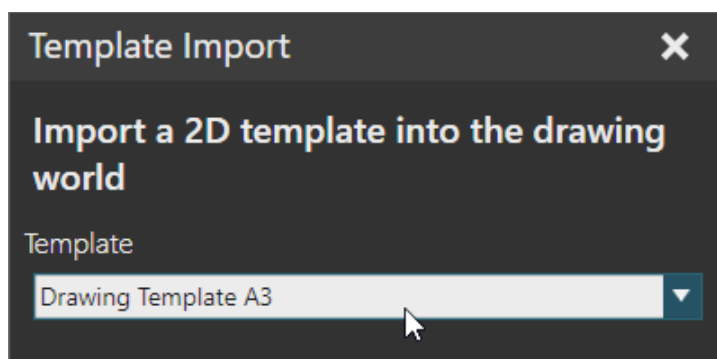 Template Import
Import a 2D template into the drawing
world
Template
Drawing Template A3